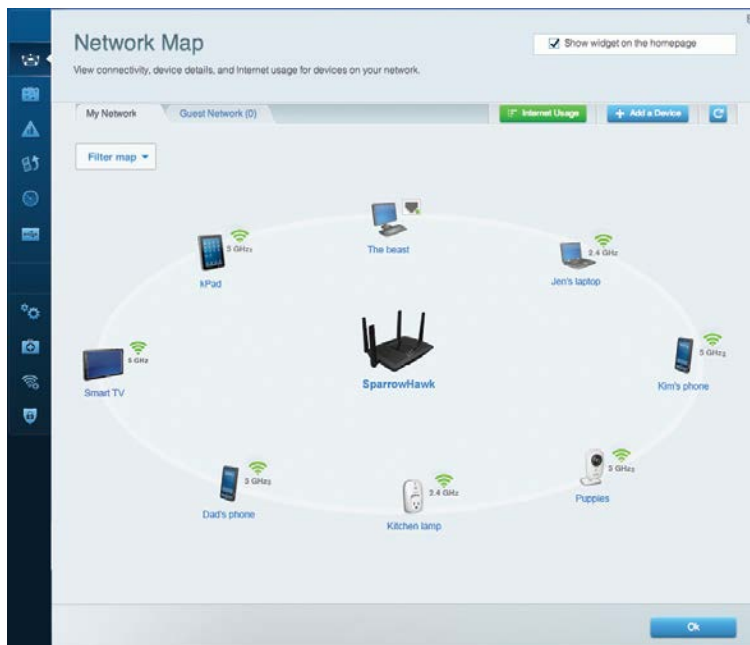 Network Map
Show widget on the homepage
View connectivity, device details, and Internet usage for devices on your network.
My Network
Guest Network (0)
Internet Usage
Add a Device
Filter map
The beast
5 GHz
kPad
2.4 GHz
Jen's laptop
5 GHz
Smart TV
SparrowHawk
5 GHz
Kim's phone
5 GHz
Dad's phone
2.4 GHz
Kitchen lamp
5 GHz
Puppies
Ok